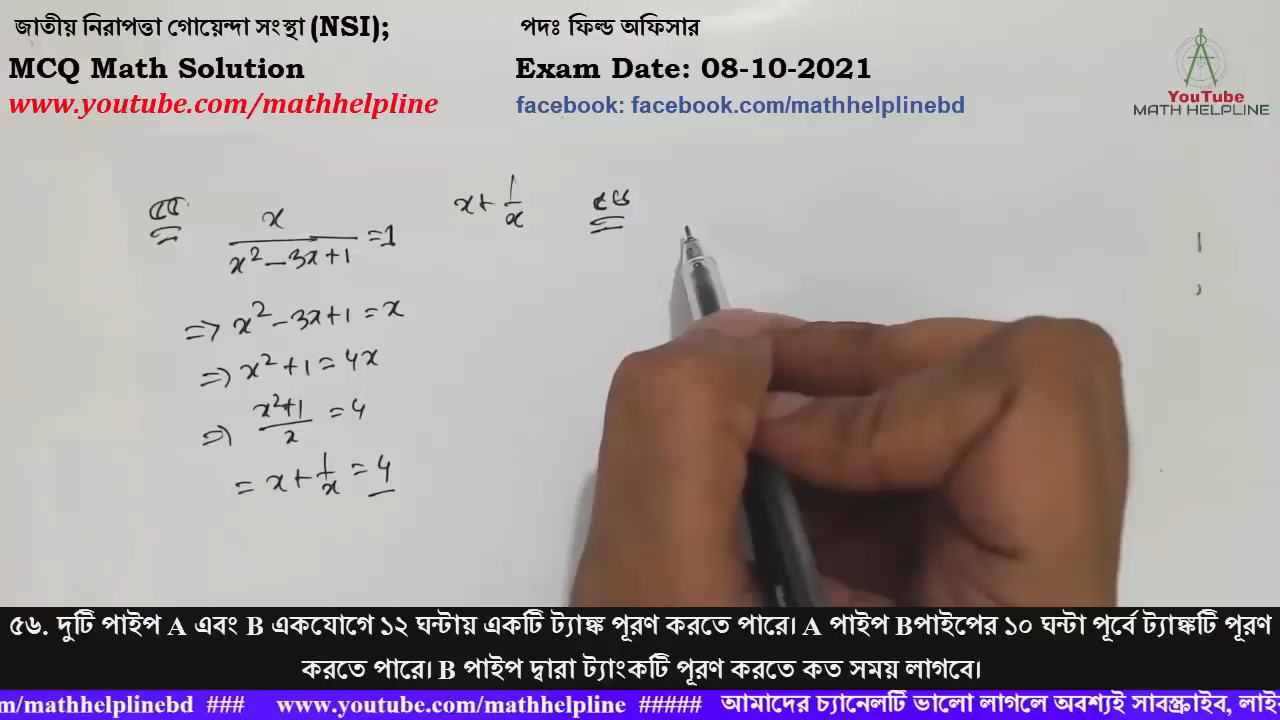 জাতীয় নিরাপত্তা গোয়েন্দা সংস্থা (NSI);
পদঃ ফিল্ড অফিসার
MCQ Math Solution
Exam Date: 08-10-2021
www.youtube.com/mathhelpline
facebook: facebook.com/mathhelplinebd
YouTube
MATH HELPLINE
৫৫ x/(x² - 3x + 1) = 1
x + 1/x
৫৬
=> x² - 3x + 1 = x
=> x² + 1 = 4x
=> (x² + 1)/x = 4
= x + 1/x = 4
৫৬. দুটি পাইপ A এবং B একযোগে ১২ ঘন্টায় একটি ট্যাঙ্ক পূরণ করতে পারে। A পাইপ Bপাইপের ১০ ঘন্টা পূর্বে ট্যাঙ্কটি পূরণ
করতে পারে। B পাইপ দ্বারা ট্যাংকটি পূরণ করতে কত সময় লাগবে।
m/mathhelplinebd ### www.youtube.com/mathhelpline ##### আমাদের চ্যানেলটি ভালো লাগলে অবশ্যই সাবস্ক্রাইব, লাই